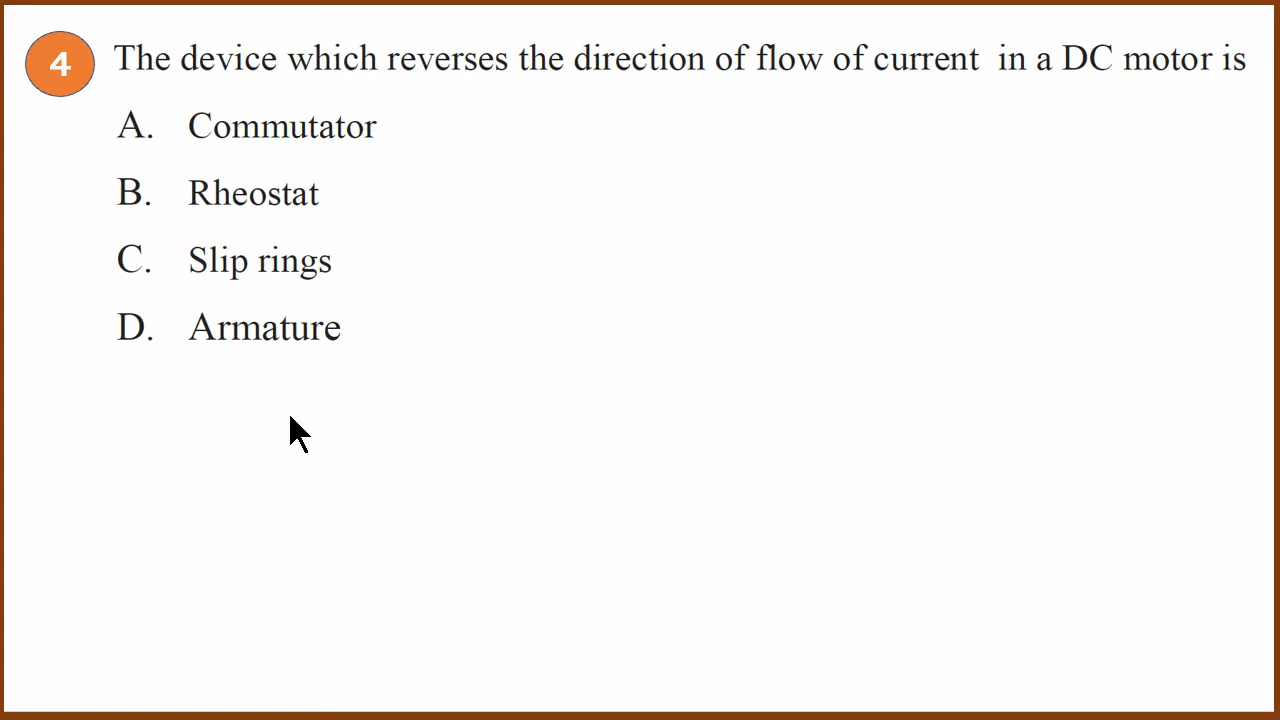 4 The device which reverses the direction of flow of current in a DC motor is
A. Commutator
B. Rheostat
C. Slip rings
D. Armature